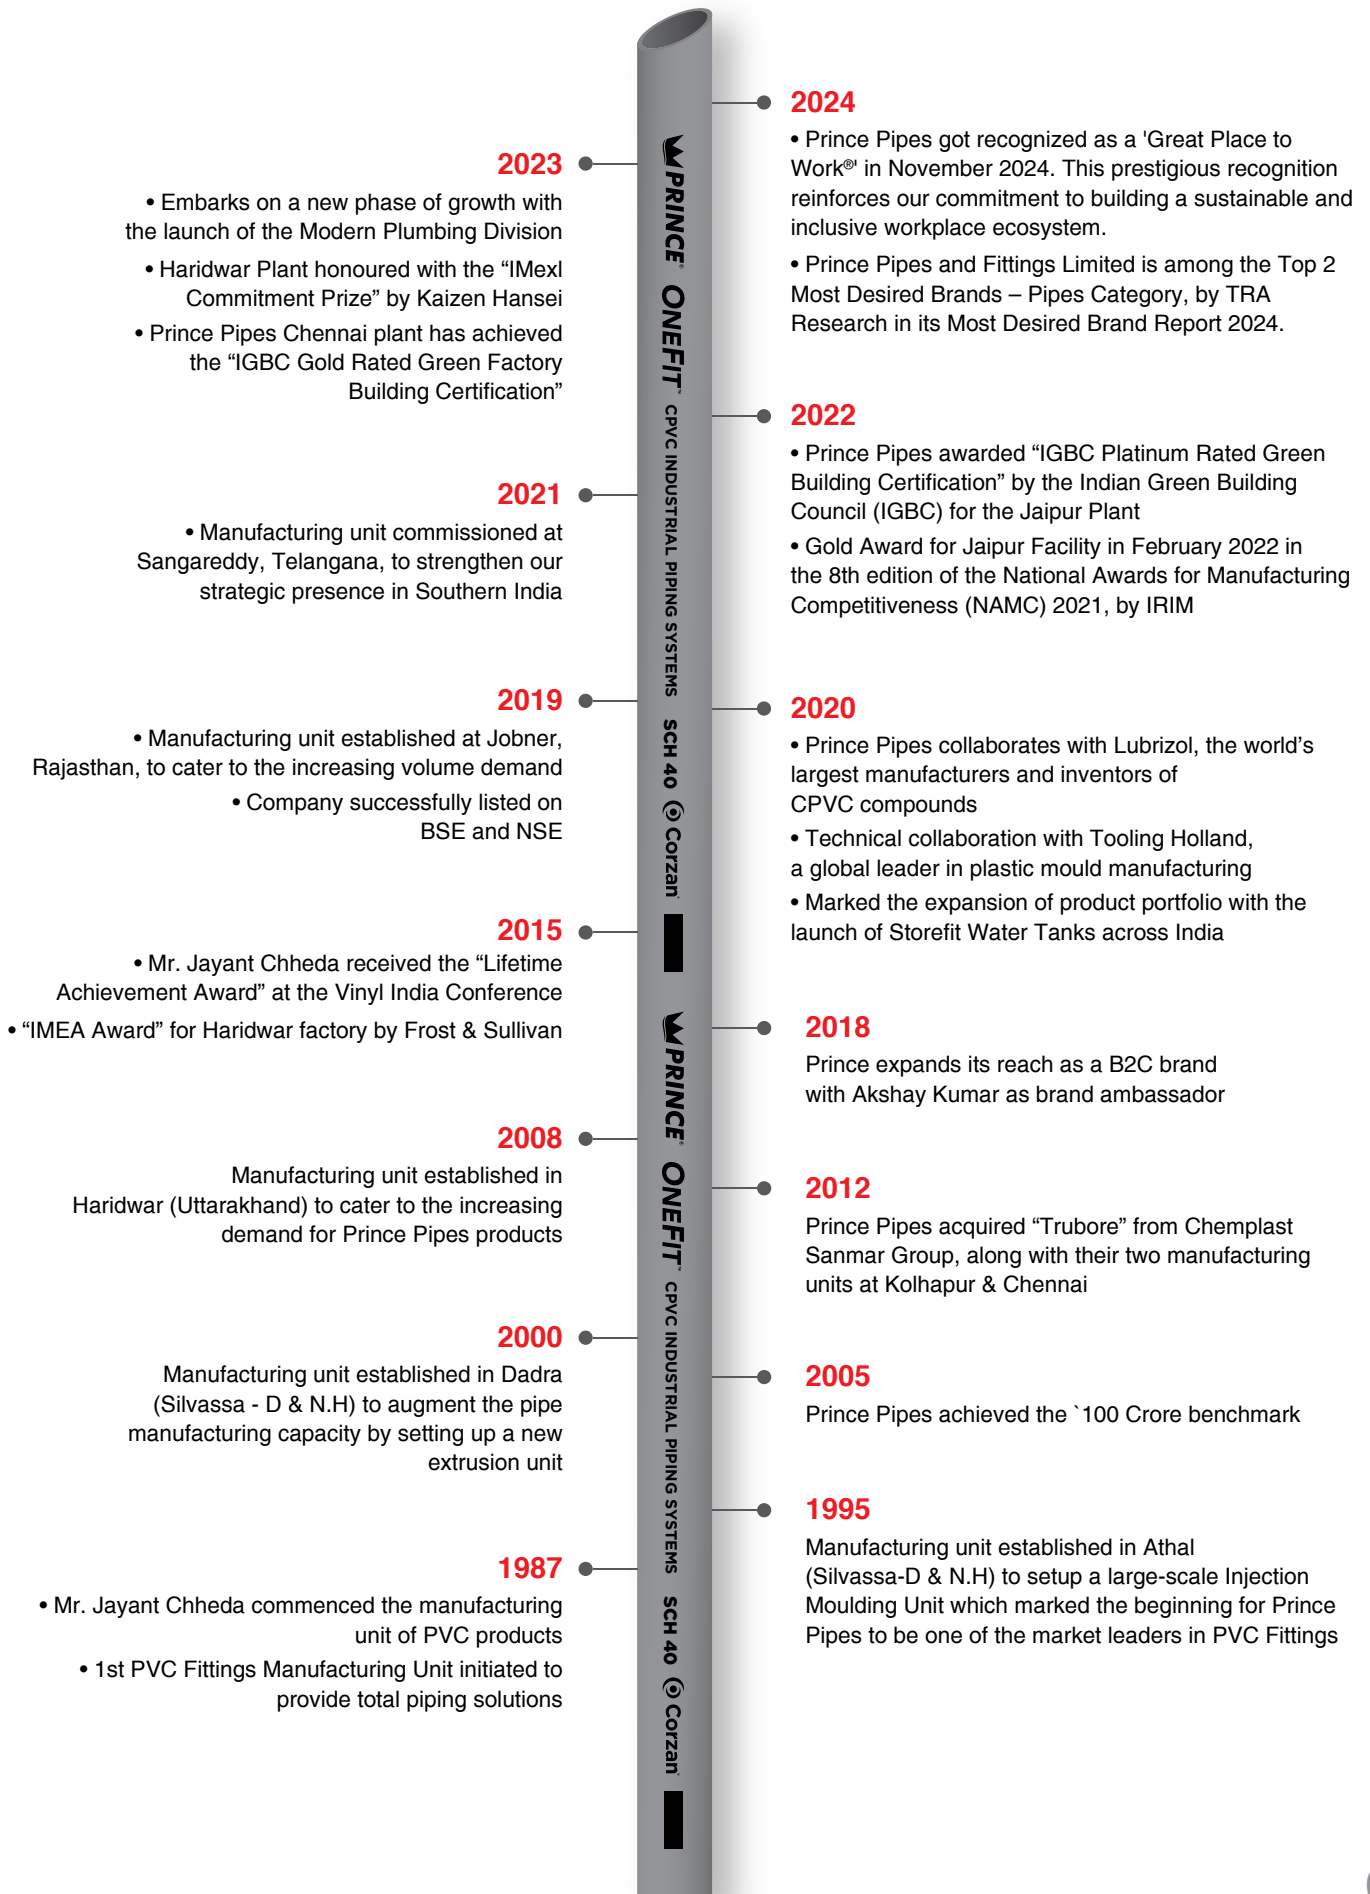 2024
• Prince Pipes got recognized as a 'Great Place to
Work®' in November 2024. This prestigious recognition
reinforces our commitment to building a sustainable and
inclusive workplace ecosystem.
• Prince Pipes and Fittings Limited is among the Top 2
Most Desired Brands – Pipes Category, by TRA
Research in its Most Desired Brand Report 2024.
2023
• Embarks on a new phase of growth with
the launch of the Modern Plumbing Division
• Haridwar Plant honoured with the “IMexl
Commitment Prize” by Kaizen Hansei
• Prince Pipes Chennai plant has achieved
the “IGBC Gold Rated Green Factory
Building Certification”
2022
• Prince Pipes awarded “IGBC Platinum Rated Green
Building Certification” by the Indian Green Building
Council (IGBC) for the Jaipur Plant
• Gold Award for Jaipur Facility in February 2022 in
the 8th edition of the National Awards for Manufacturing
Competitiveness (NAMC) 2021, by IRIM
2021
• Manufacturing unit commissioned at
Sangareddy, Telangana, to strengthen our
strategic presence in Southern India
2020
• Prince Pipes collaborates with Lubrizol, the world’s
largest manufacturers and inventors of
CPVC compounds
• Technical collaboration with Tooling Holland,
a global leader in plastic mould manufacturing
• Marked the expansion of product portfolio with the
launch of Storefit Water Tanks across India
2019
• Manufacturing unit established at Jobner,
Rajasthan, to cater to the increasing volume demand
• Company successfully listed on
BSE and NSE
2018
Prince expands its reach as a B2C brand
with Akshay Kumar as brand ambassador
2015
• Mr. Jayant Chheda received the “Lifetime
Achievement Award” at the Vinyl India Conference
• “IMEA Award” for Haridwar factory by Frost & Sullivan
2012
Prince Pipes acquired “Trubore” from Chemplast
Sanmar Group, along with their two manufacturing
units at Kolhapur & Chennai
2008
Manufacturing unit established in
Haridwar (Uttarakhand) to cater to the increasing
demand for Prince Pipes products
2005
Prince Pipes achieved the `100 Crore benchmark
2000
Manufacturing unit established in Dadra
(Silvassa - D & N.H) to augment the pipe
manufacturing capacity by setting up a new
extrusion unit
1995
Manufacturing unit established in Athal
(Silvassa-D & N.H) to setup a large-scale Injection
Moulding Unit which marked the beginning for Prince
Pipes to be one of the market leaders in PVC Fittings
1987
• Mr. Jayant Chheda commenced the manufacturing
unit of PVC products
• 1st PVC Fittings Manufacturing Unit initiated to
provide total piping solutions
PRINCE® ONEFIT™ CPVC INDUSTRIAL PIPING SYSTEMS SCH 40 Corzan
PRINCE® ONEFIT™ CPVC INDUSTRIAL PIPING SYSTEMS SCH 40 Corzan